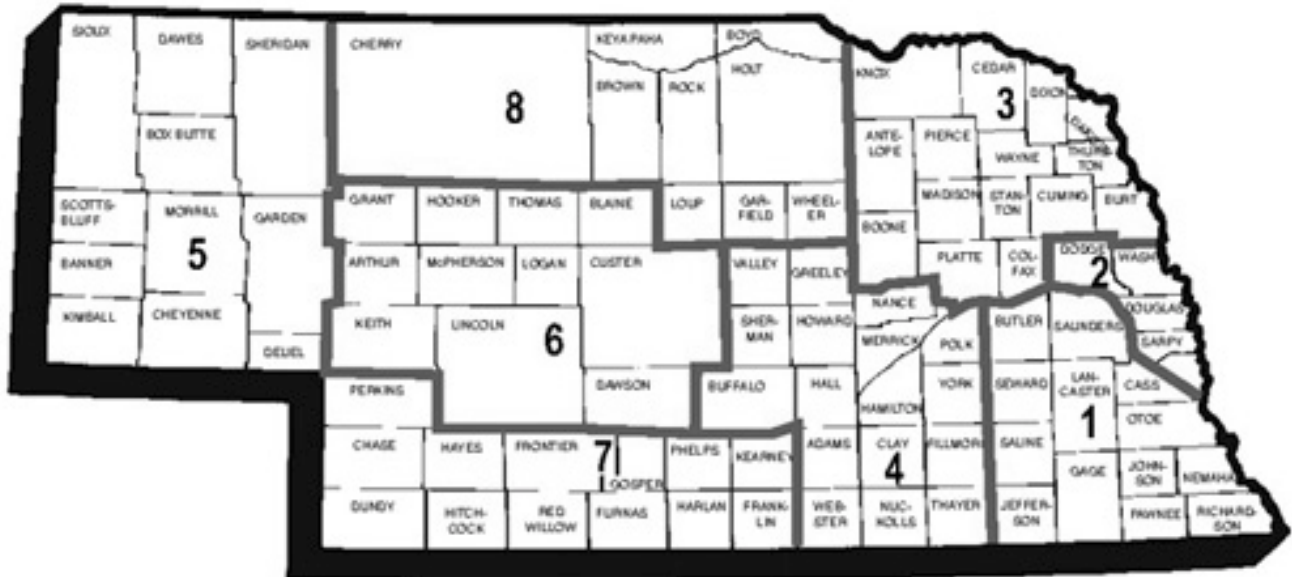 SIOUX
DAWES
SHERIDAN
CHERRY
KEYA PAHA
BOYD
HOLT
BROWN
ROCK
8
KNOX
CEDAR
3
DIXON
BOX BUTTE
ANTE-
LOPE
PIERCE
WAYNE
THURS-
TON
SCOTTS-
BLUFF
MORRILL
GARDEN
5
BANNER
KIMBALL
CHEYENNE
DEUEL
GRANT
HOOKER
THOMAS
BLAINE
LOUP
GAR-
FIELD
WHEEL-
ER
MADISON
STAN-
TON
CUMING
BURT
BOONE
PLATTE
COL-
FAX
DODGE
WASH
2
DOUGLAS
SARPY
ARTHUR
McPHERSON
LOGAN
CUSTER
VALLEY
GREELEY
NANCE
KEITH
LINCOLN
6
SHER-
MAN
HOWARD
MERRICK
POLK
BUTLER
SAUNDERS
PERKINS
DAWSON
BUFFALO
HALL
HAMILTON
YORK
SEWARD
LAN-
CASTER
CASS
1
OTOE
CHASE
HAYES
FRONTIER
7
GOSPER
PHELPS
KEARNEY
ADAMS
CLAY
4
FILLMORE
SALINE
GAGE
JOHN-
SON
NEMAHA
DUNDY
HITCH-
COCK
RED
WILLOW
FURNAS
HARLAN
FRANK-
LIN
WEB-
STER
NUC-
KOLLS
THAYER
JEFFER-
SON
PAWNEE
RICHARD-
SON